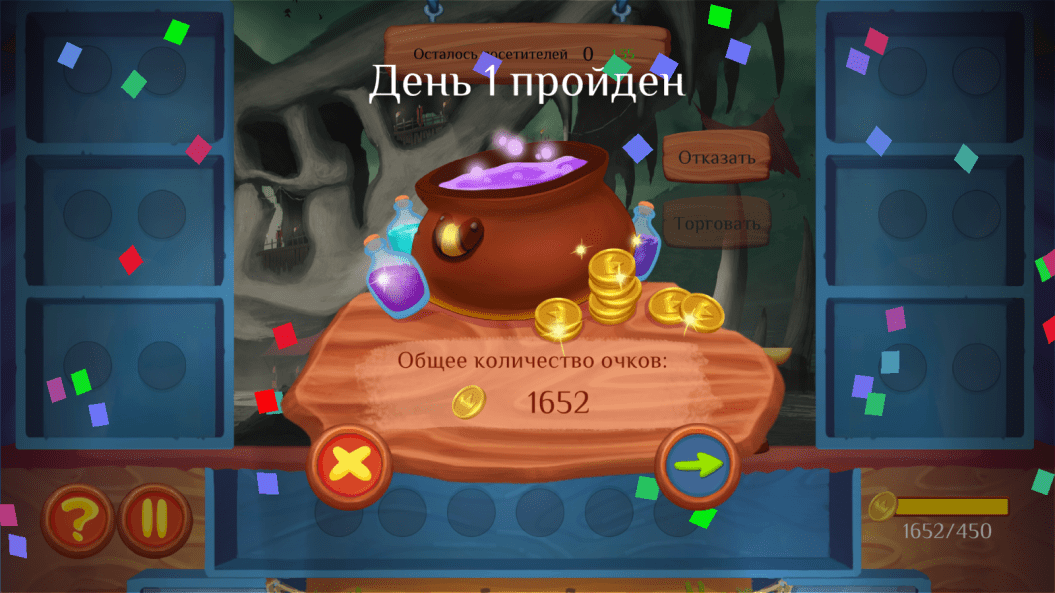 Осталось посетителей 0
День 1 пройден
Отказать
Торговать
Общее количество очков:
1652
1652/450